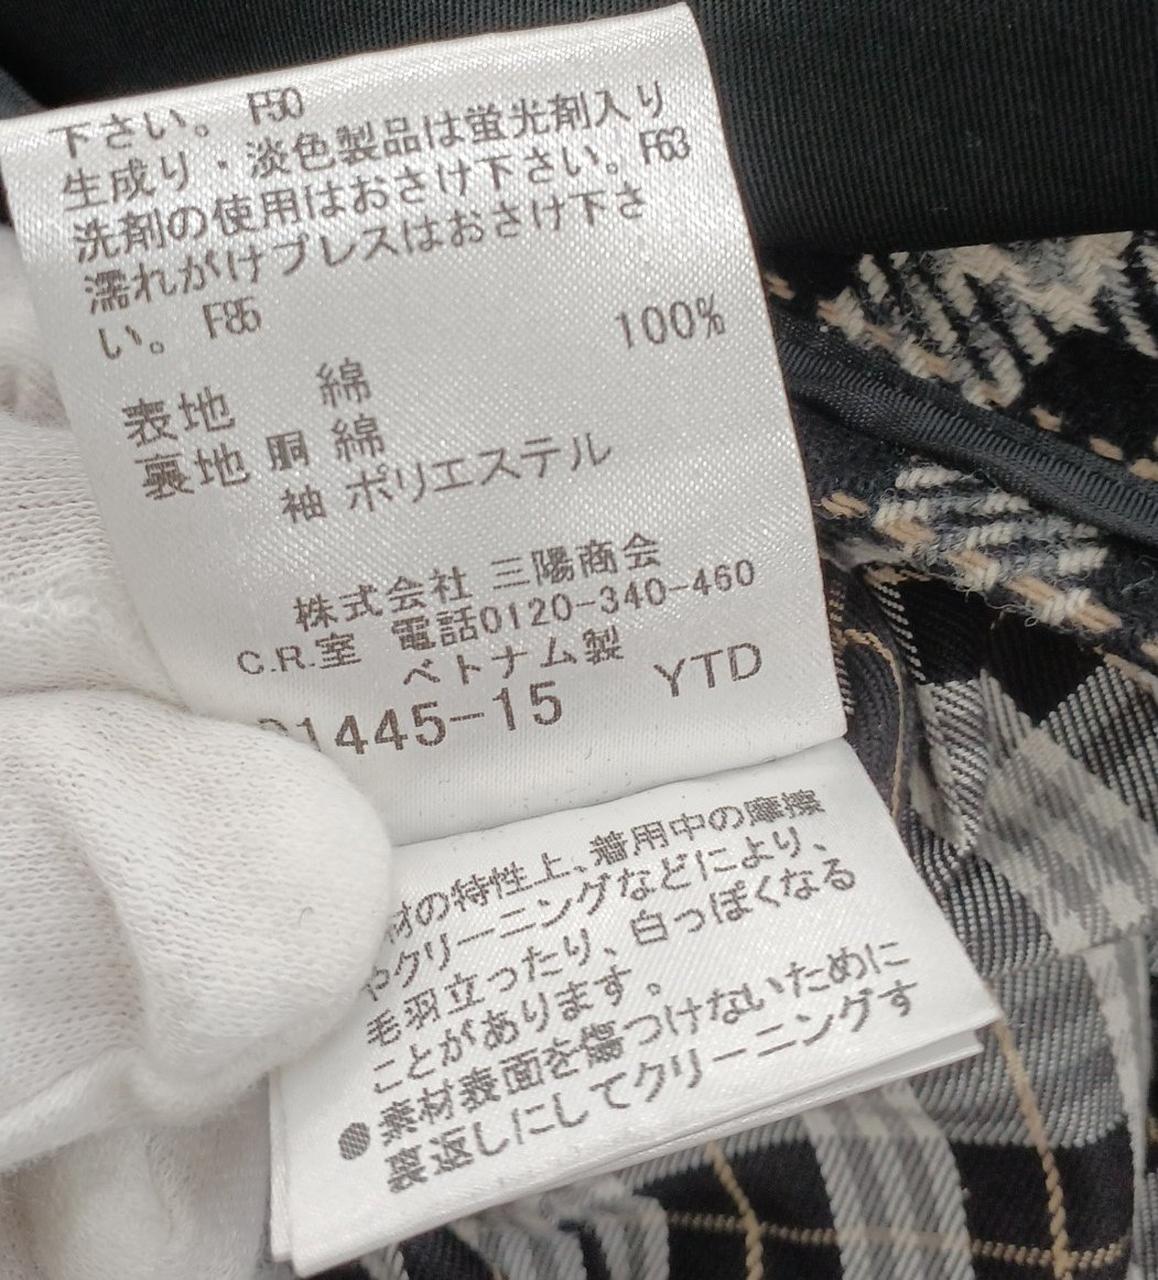 下さい。 F50
生成り・淡色製品は蛍光剤入り
洗剤の使用はおさけ下さい。F63
濡れがけプレスはおさけ下さ
い。 F85
表地 綿 100%
裏地 胴 綿
袖 ポリエステル
株式会社 三陽商会
C.R.室 電話0120-340-460
ベトナム製
1445-15 YTD
材の特性上、着用中の摩擦
やクリーニングなどにより、
毛羽立ったり、白っぽくなる
ことがあります。
●素材表面を傷つけないために
裏返しにしてクリーニングす